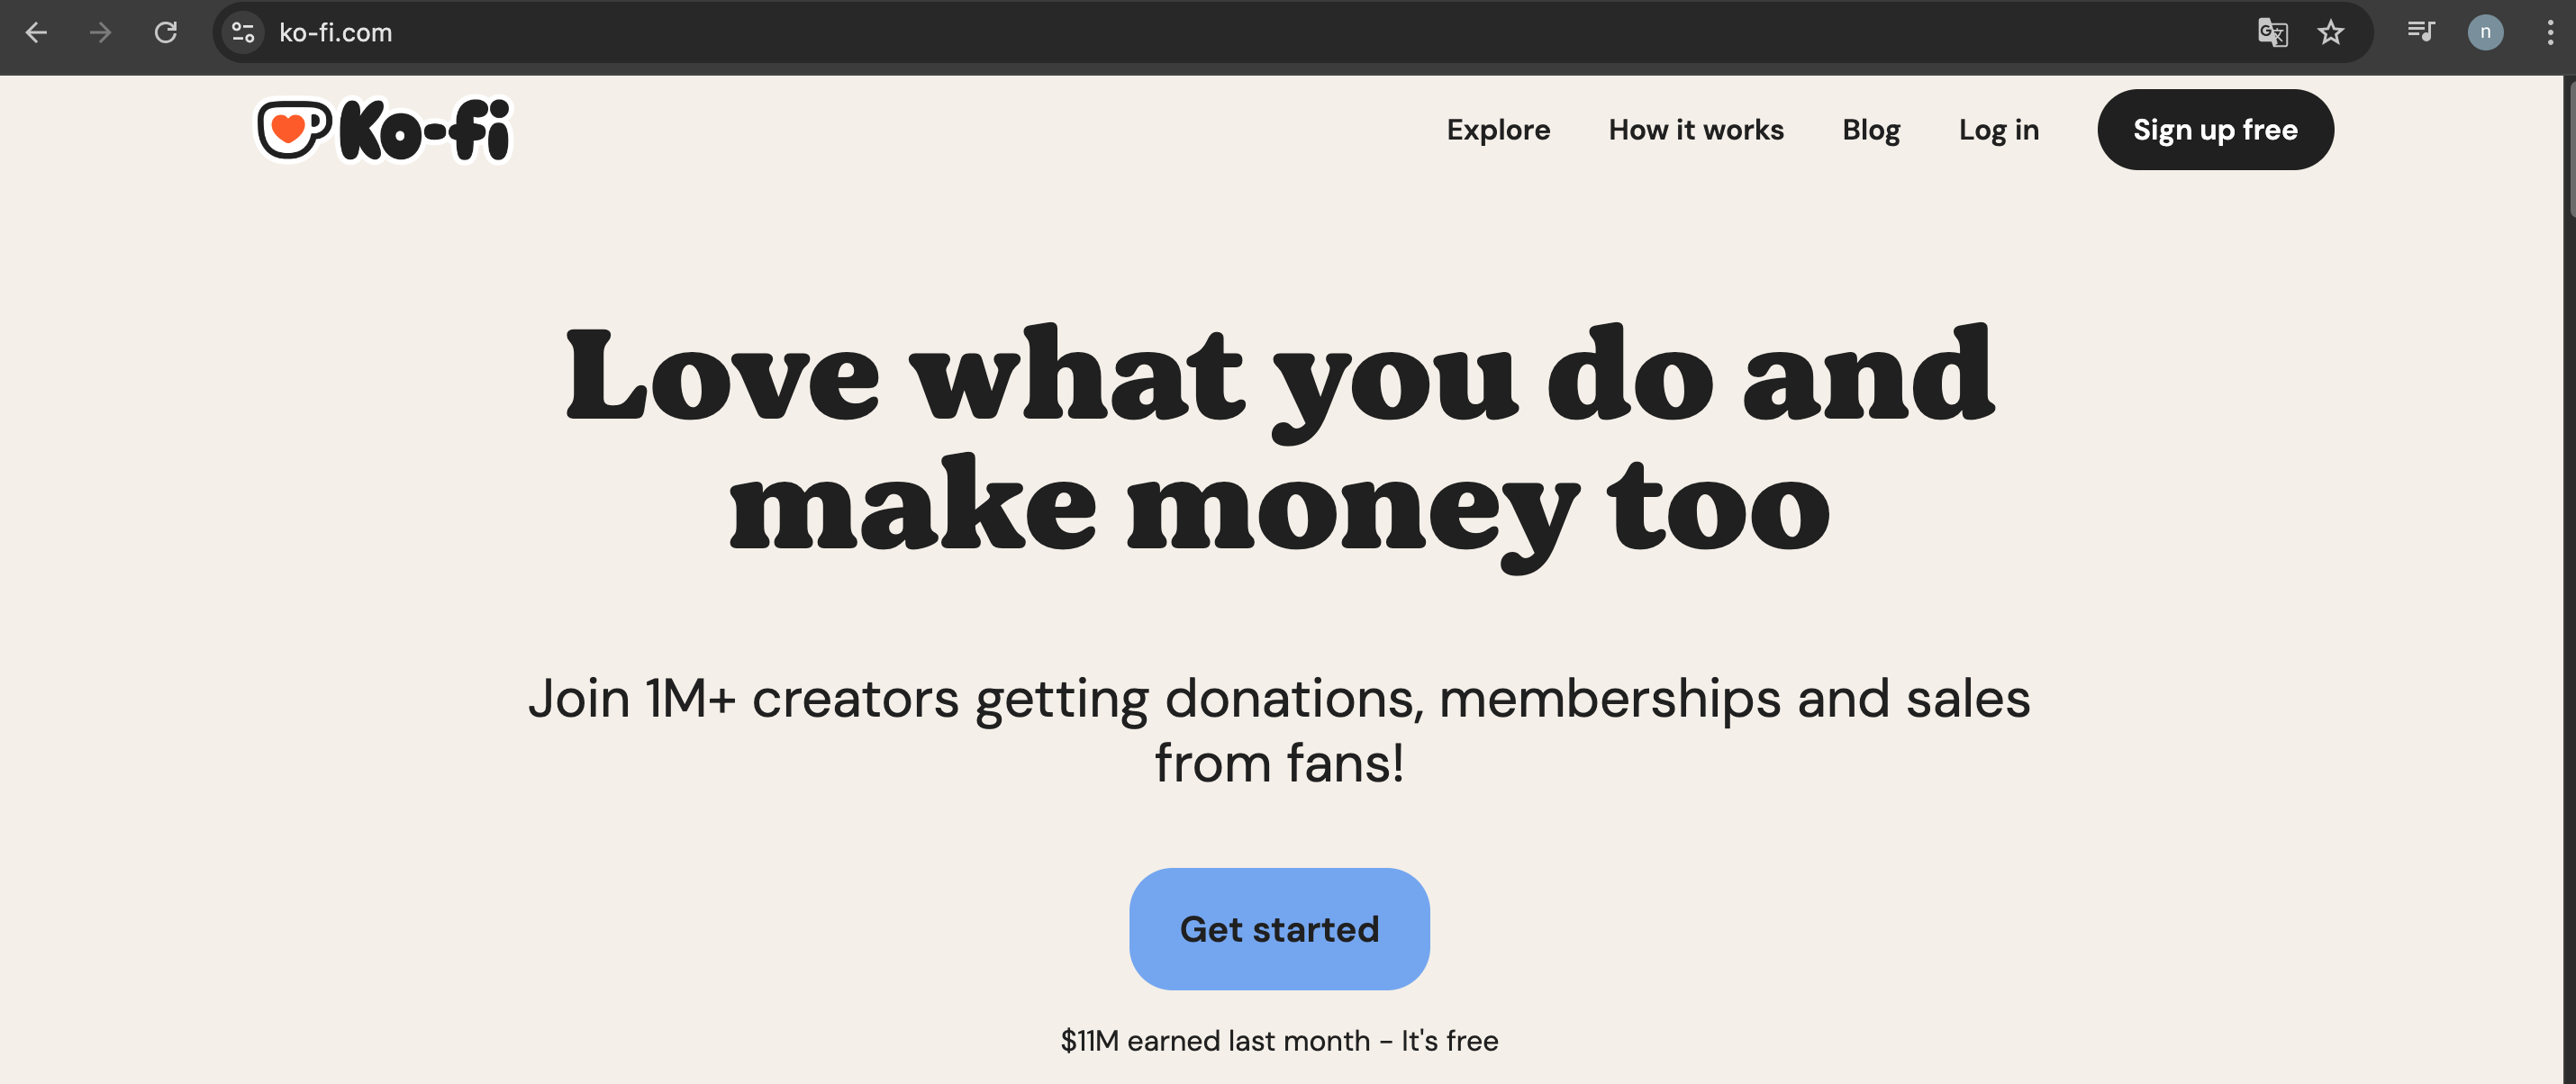 ko-fi.com
n
Ko-fi
Explore How it works Blog Log in Sign up free
Love what you do and
make money too
Join 1M+ creators getting donations, memberships and sales
from fans!
Get started
$11M earned last month - It's free